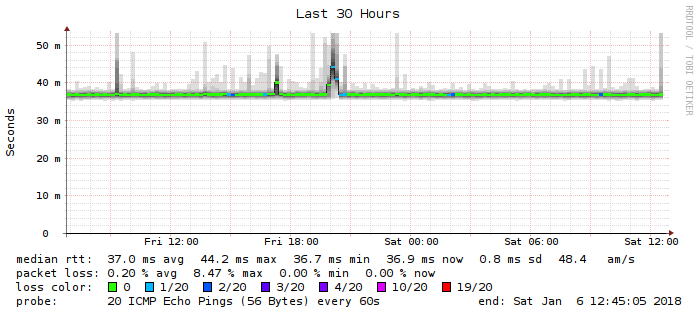 Last 30 Hours
RRDTOOL / TOBI OETIKER
Seconds
50 m
40 m
30 m
20 m
10 m
0
Fri 12:00 Fri 18:00 Sat 00:00 Sat 06:00 Sat 12:00
median rtt: 37.0 ms avg 44.2 ms max 36.7 ms min 36.9 ms now 0.8 ms sd 48.4 am/s
packet loss: 0.20 % avg 8.47 % max 0.00 % min 0.00 % now
loss color: 0 1/20 2/20 3/20 4/20 10/20 19/20
probe: 20 ICMP Echo Pings (56 Bytes) every 60s end: Sat Jan 6 12:45:05 2018